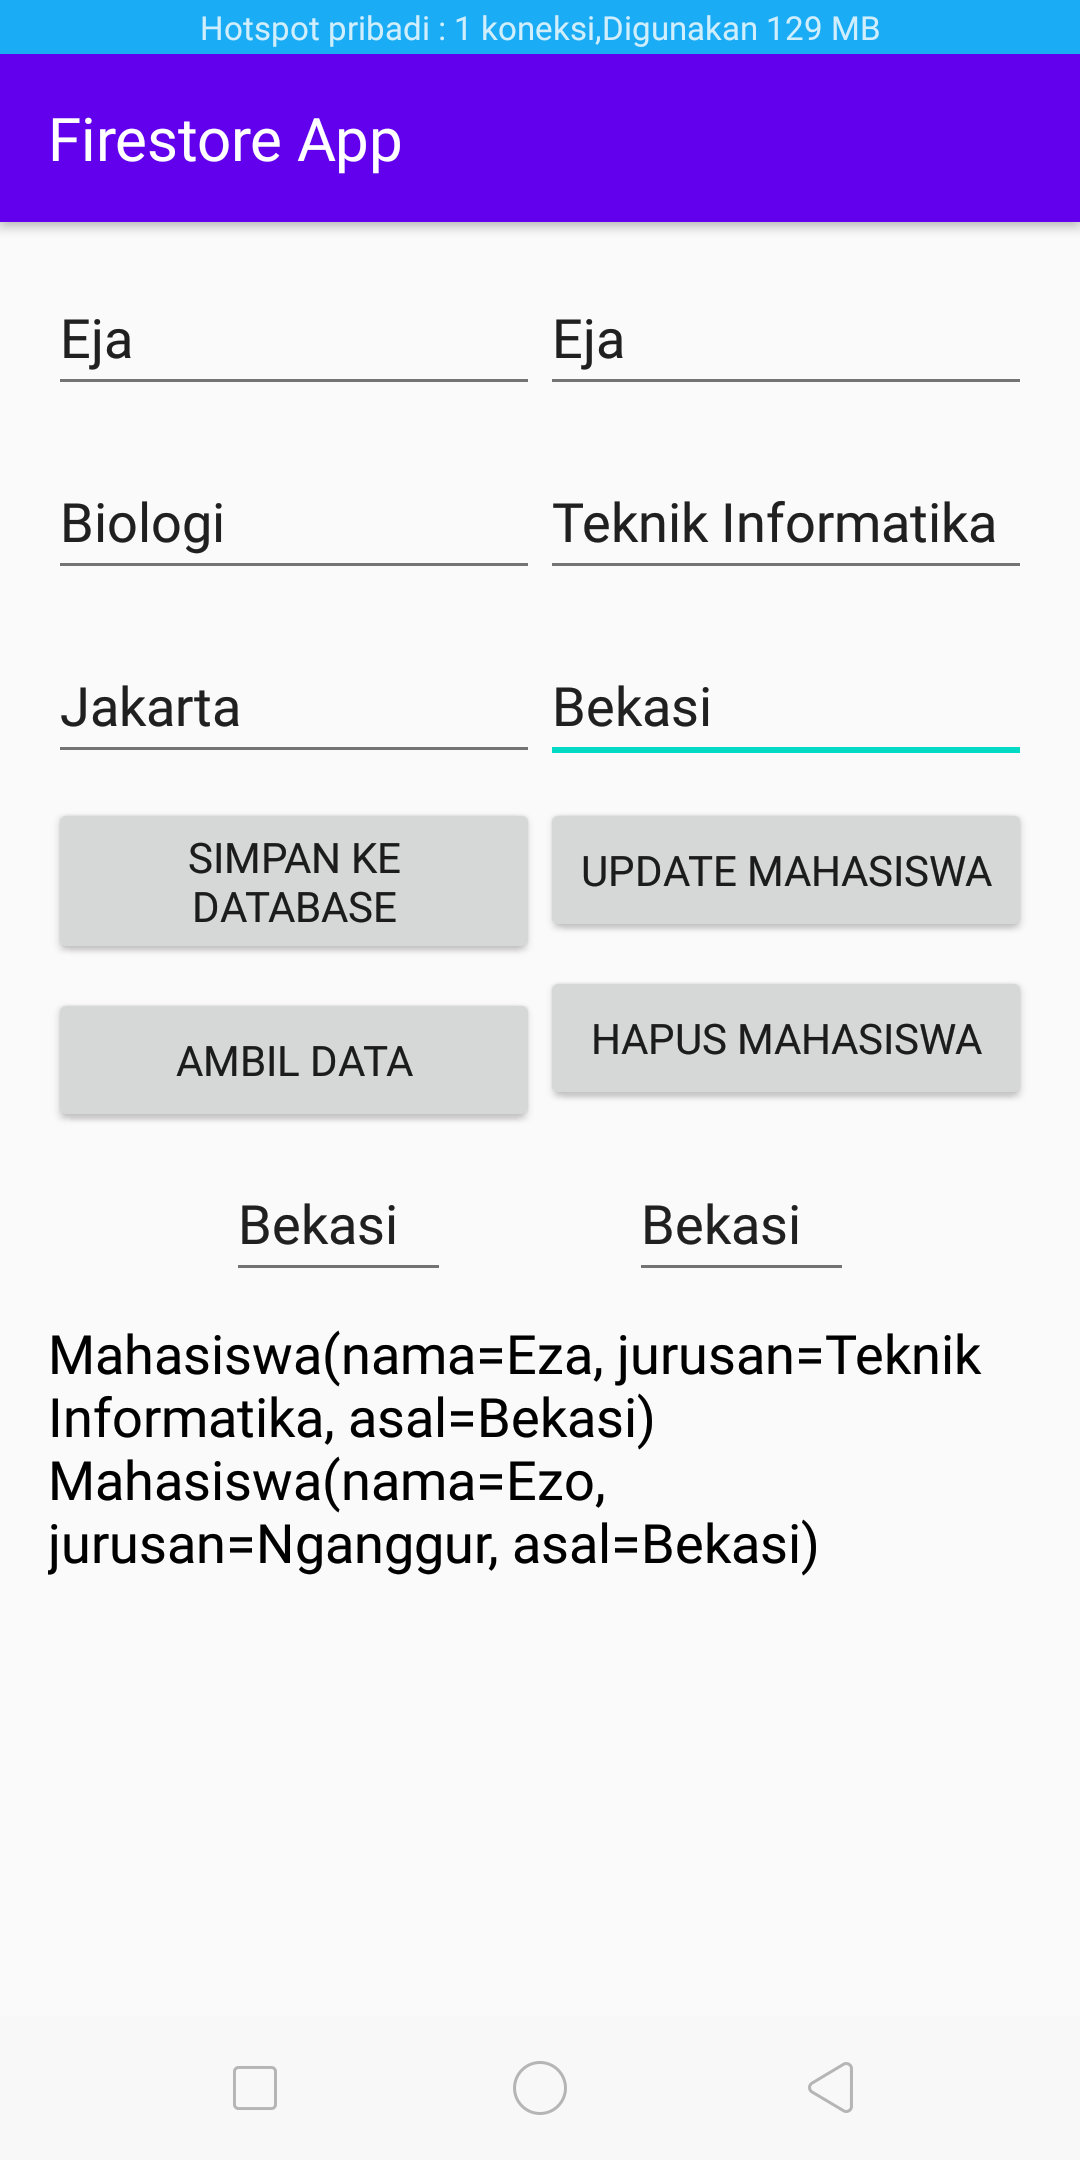 Hotspot pribadi : 1 koneksi,Digunakan 129 MB
Firestore App
Eja
Eja
Biologi
Teknik Informatika
Jakarta
Bekasi
SIMPAN KE
DATABASE
UPDATE MAHASISWA
AMBIL DATA
HAPUS MAHASISWA
Bekasi
Bekasi
Mahasiswa(nama=Eza, jurusan=Teknik
Informatika, asal=Bekasi)
Mahasiswa(nama=Ezo,
jurusan=Nganggur, asal=Bekasi)